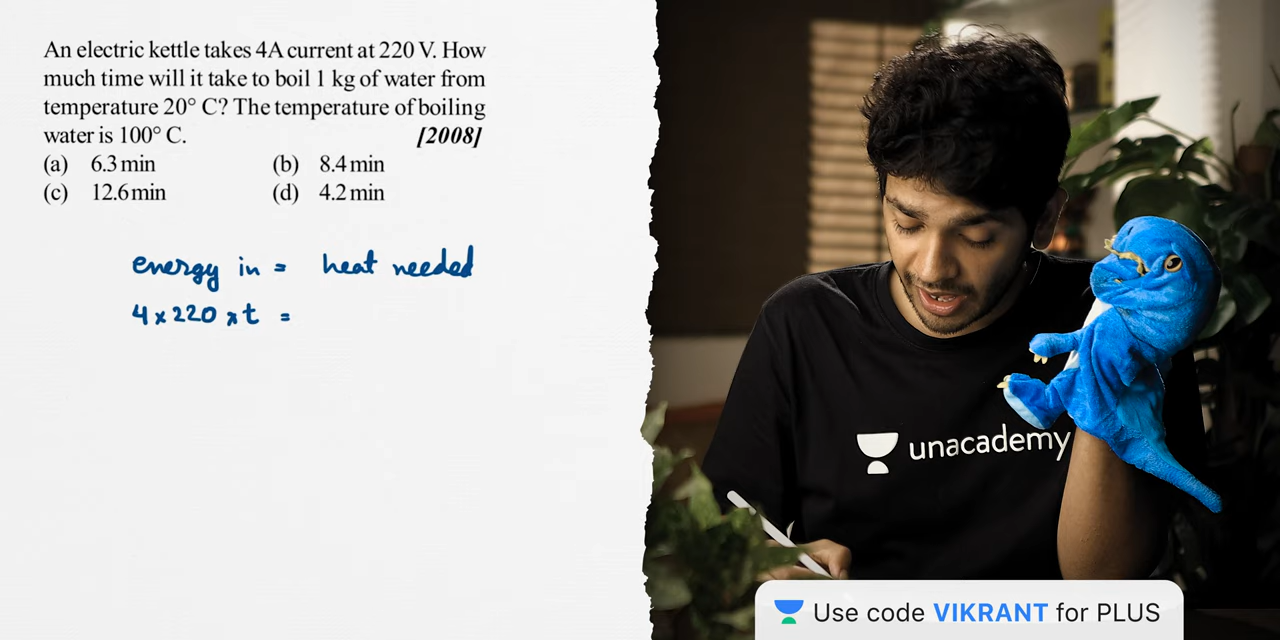 An electric kettle takes 4A current at 220 V. How
much time will it take to boil 1 kg of water from
temperature 20° C? The temperature of boiling
water is 100° C. [2008]
(a) 6.3 min (b) 8.4 min
(c) 12.6 min (d) 4.2 min
energy in = heat needed
4 x 220 x t =
unacademy
Use code VIKRANT for PLUS